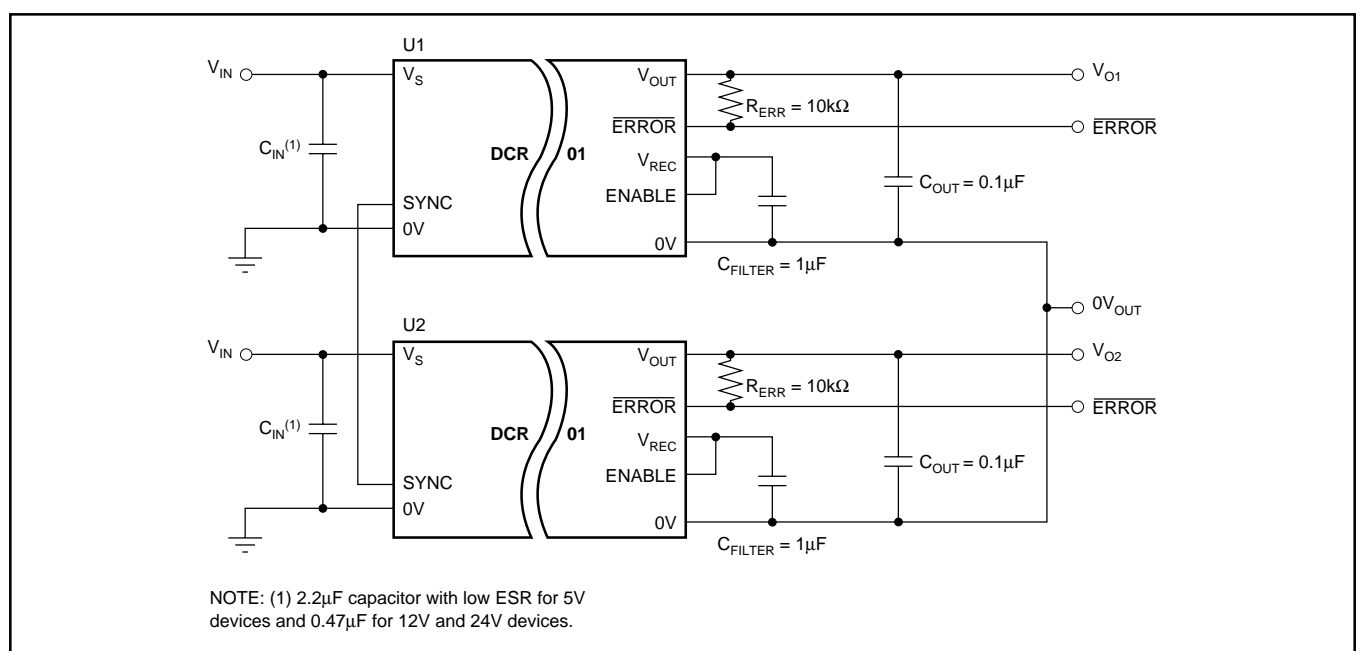 U1
V_IN
V_S
V_OUT
V_O1
R_ERR = 10kΩ
ERROR
ERROR
C_IN(1)
DCR 01
V_REC
C_OUT = 0.1µF
SYNC
ENABLE
0V
0V
C_FILTER = 1µF
0V_OUT
U2
V_IN
V_S
V_OUT
V_O2
R_ERR = 10kΩ
ERROR
ERROR
C_IN(1)
DCR 01
V_REC
C_OUT = 0.1µF
SYNC
ENABLE
0V
0V
C_FILTER = 1µF
NOTE: (1) 2.2µF capacitor with low ESR for 5V
devices and 0.47µF for 12V and 24V devices.